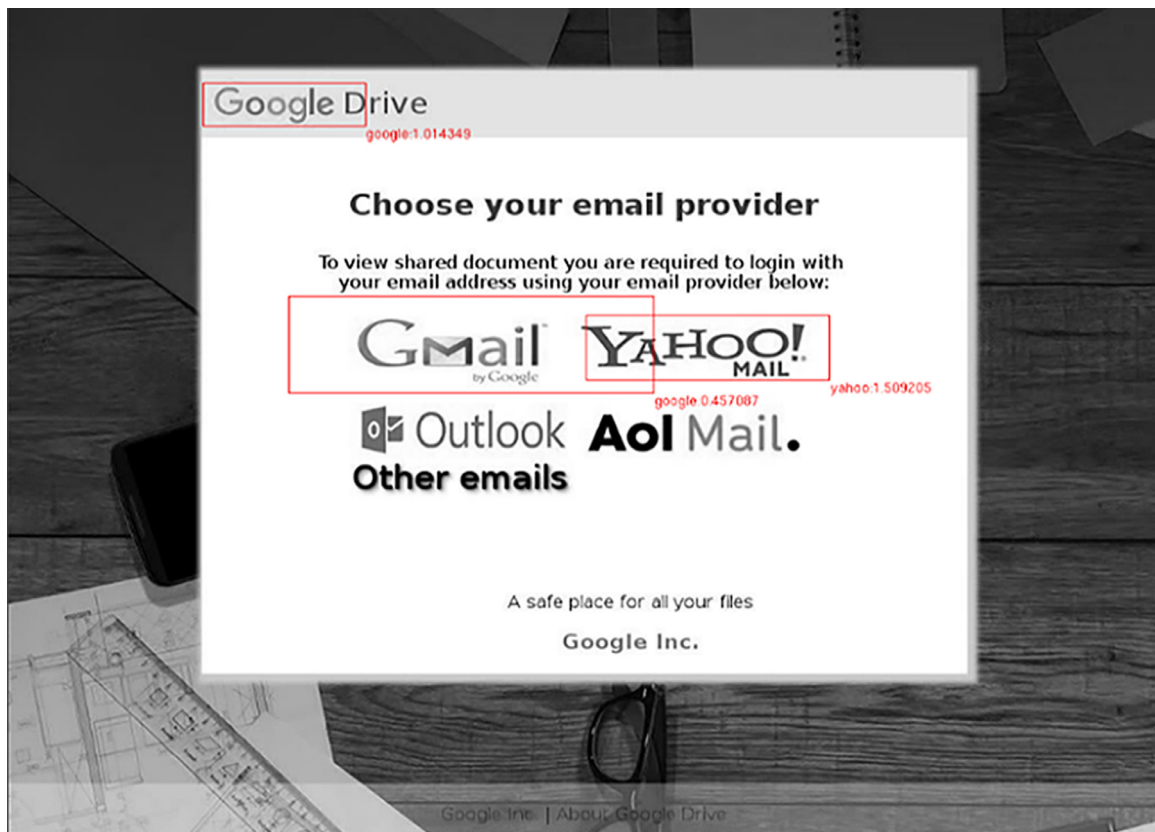 Google Drive
google:1.014349
Choose your email provider
To view shared document you are required to login with
your email address using your email provider below:
Gmail
by Google
YAHOO!
MAIL
google:0.457087
yahoo:1.509205
Outlook
Aol Mail.
Other emails
A safe place for all your files
Google Inc.
Google Inc. | About Google Drive